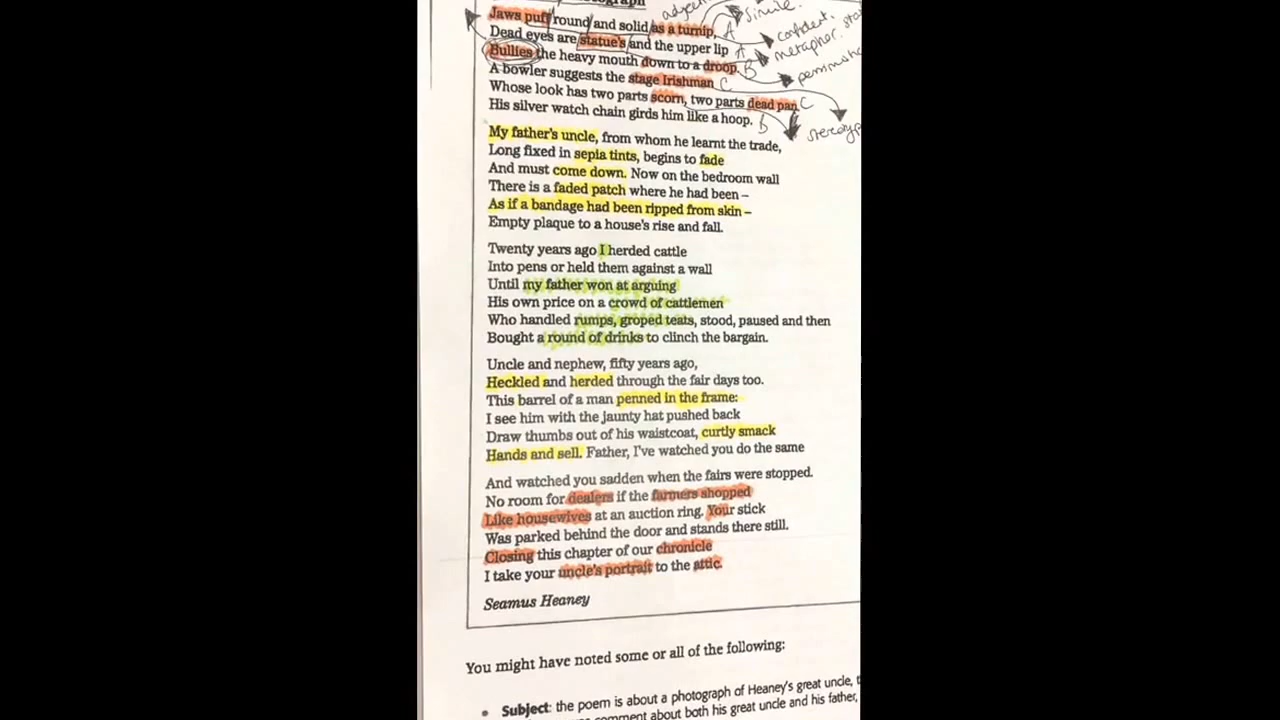 Jaws puff round and solid as a turnip,
Dead eyes are statue's and the upper lip
Bullies the heavy mouth down to a droop.
A bowler suggests the stage Irishman
Whose look has two parts scorn, two parts dead pan.
His silver watch chain girds him like a hoop.
My father's uncle, from whom he learnt the trade,
Long fixed in sepia tints, begins to fade
And must come down. Now on the bedroom wall
There is a faded patch where he had been –
As if a bandage had been ripped from skin –
Empty plaque to a house's rise and fall.
Twenty years ago I herded cattle
Into pens or held them against a wall
Until my father won at arguing
His own price on a crowd of cattlemen
Who handled rumps, groped teats, stood, paused and then
Bought a round of drinks to clinch the bargain.
Uncle and nephew, fifty years ago,
Heckled and herded through the fair days too.
This barrel of a man penned in the frame:
I see him with the jaunty hat pushed back
Draw thumbs out of his waistcoat, curtly smack
Hands and sell. Father, I've watched you do the same
And watched you sadden when the fairs were stopped.
No room for dealers if the farmers shopped
Like housewives at an auction ring. Your stick
Was parked behind the door and stands there still.
Closing this chapter of our chronicle
I take your uncle's portrait to the attic.
Seamus Heaney
You might have noted some or all of the following:
• Subject: the poem is about a photograph of Heaney's great uncle,
comment about both his great uncle and his father,
simile.
A
confident.
A
metaphor.
B
C
C
B